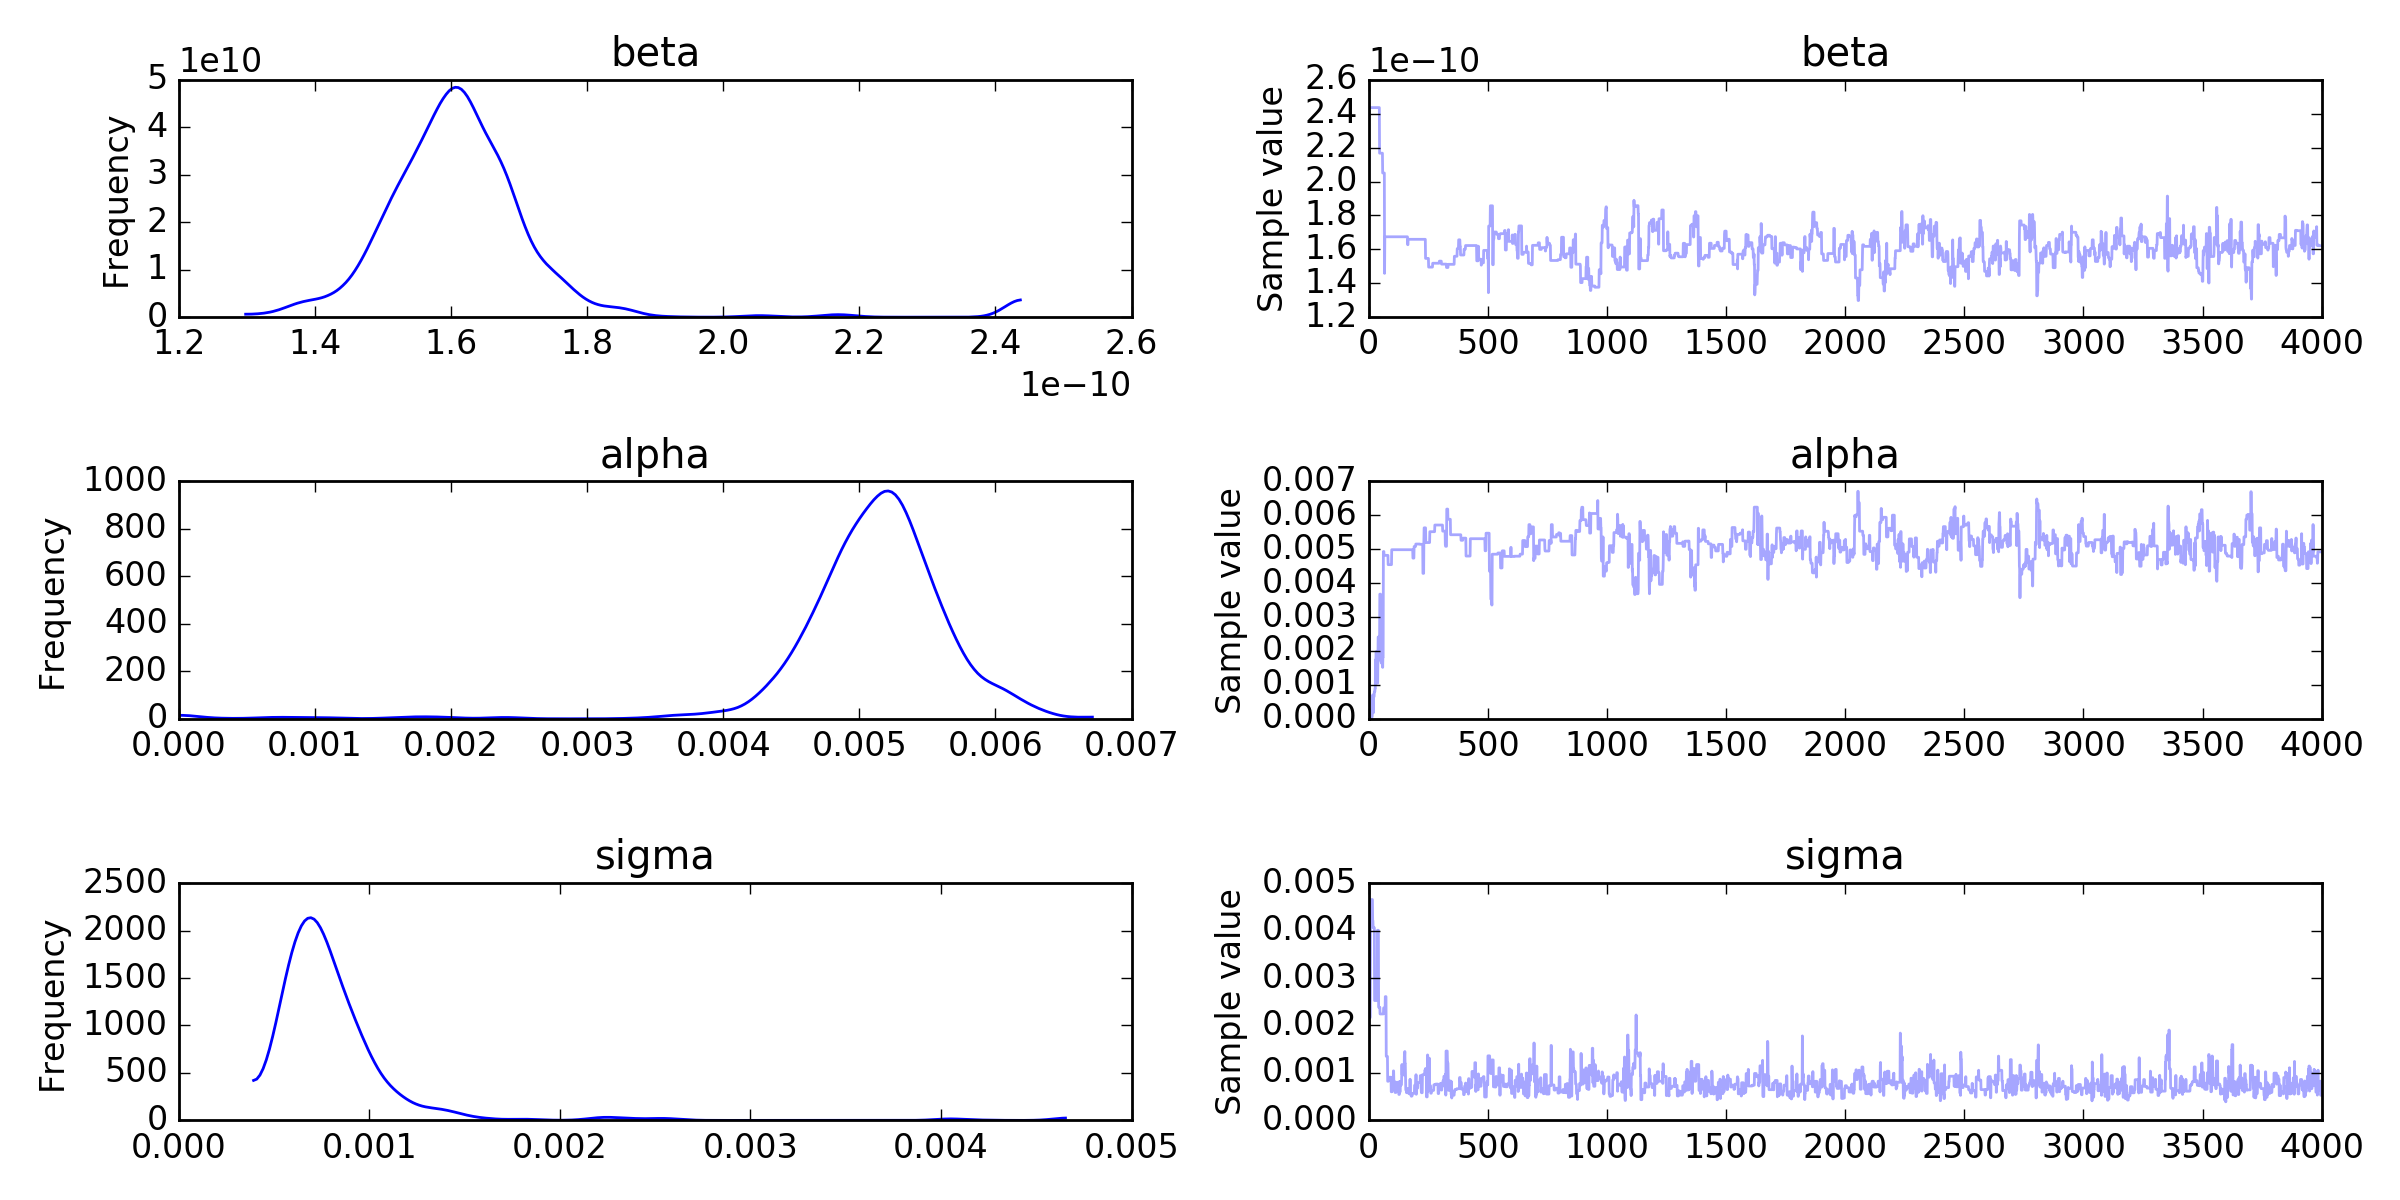 beta
1e10
Frequency
5
4
3
2
1
0
1.2 1.4 1.6 1.8 2.0 2.2 2.4 2.6
1e−10
beta
1e−10
Sample value
2.6
2.4
2.2
2.0
1.8
1.6
1.4
1.2
0 500 1000 1500 2000 2500 3000 3500 4000
alpha
Frequency
1000
800
600
400
200
0
0.000 0.001 0.002 0.003 0.004 0.005 0.006 0.007
alpha
Sample value
0.007
0.006
0.005
0.004
0.003
0.002
0.001
0.000
0 500 1000 1500 2000 2500 3000 3500 4000
sigma
Frequency
2500
2000
1500
1000
500
0
0.000 0.001 0.002 0.003 0.004 0.005
sigma
Sample value
0.005
0.004
0.003
0.002
0.001
0.000
0 500 1000 1500 2000 2500 3000 3500 4000